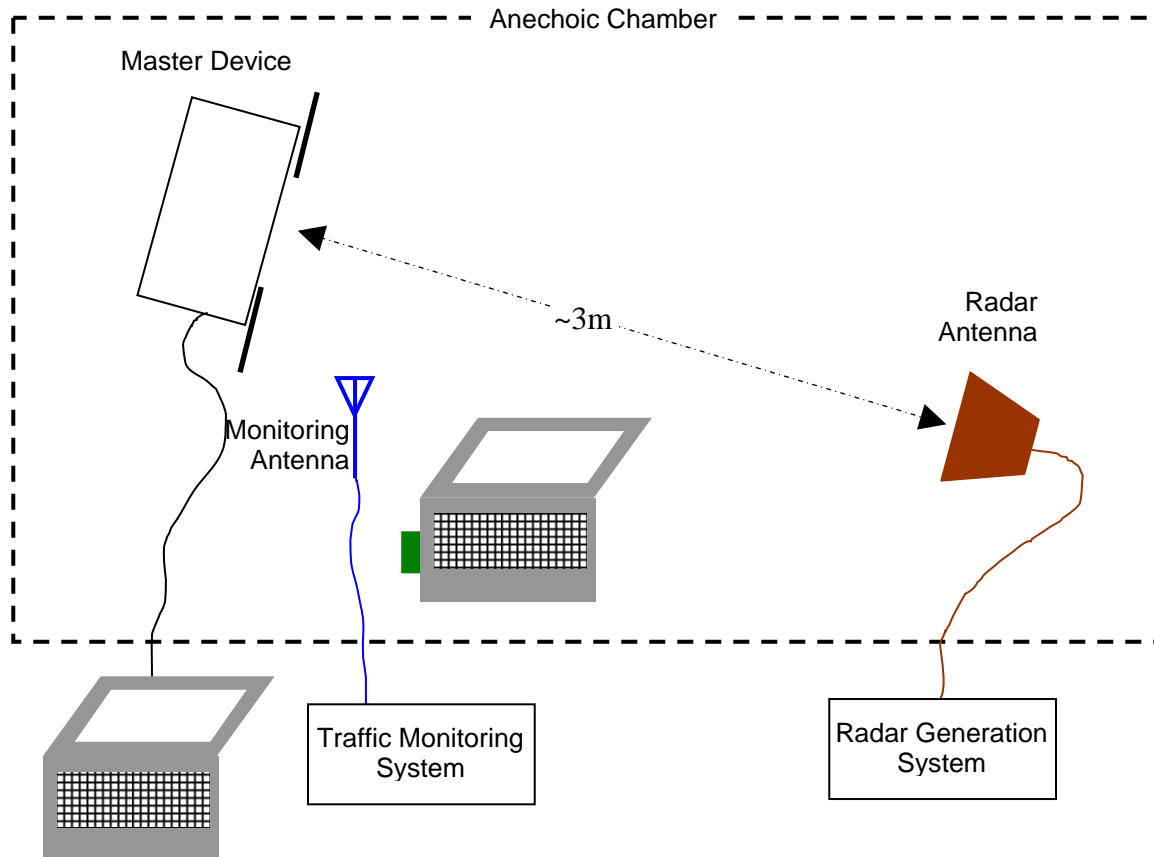 Anechoic Chamber
Master Device
~3m
Radar
Antenna
Monitoring
Antenna
Traffic Monitoring
System
Radar Generation
System